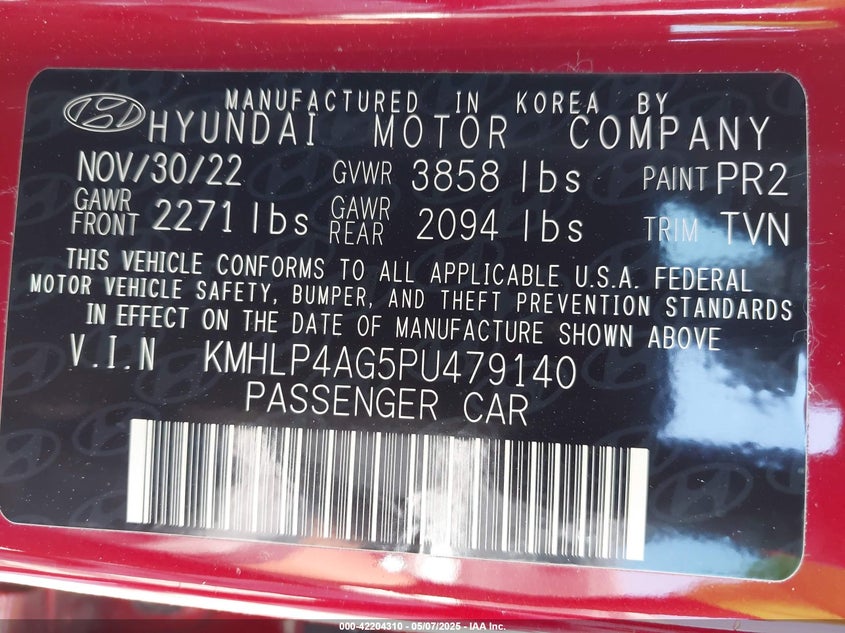 MANUFACTURED IN KOREA BY
HYUNDAI MOTOR COMPANY
NOV/30/22 GVWR 3858 lbs PAINT PR2
GAWR FRONT 2271 lbs GAWR REAR 2094 lbs TRIM TVN
THIS VEHICLE CONFORMS TO ALL APPLICABLE U.S.A. FEDERAL
MOTOR VEHICLE SAFETY, BUMPER, AND THEFT PREVENTION STANDARDS
IN EFFECT ON THE DATE OF MANUFACTURE SHOWN ABOVE
V.I.N KMHLP4AG5PU479140
PASSENGER CAR
000-42204310 - 05/07/2025 - IAA Inc.